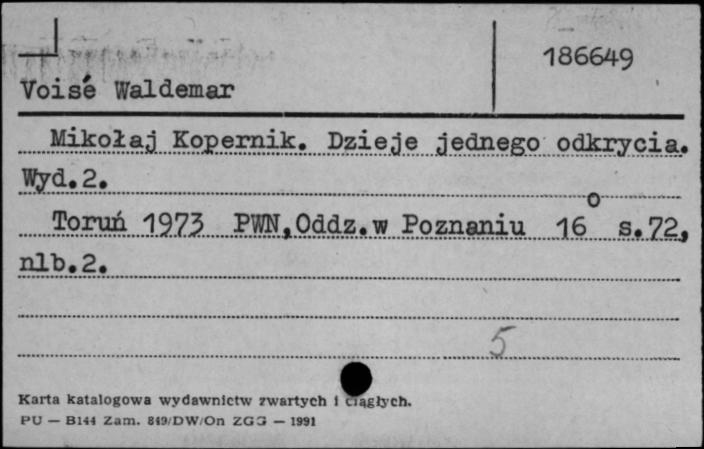 186649
Voisé Waldemar
Mikołaj Kopernik. Dzieje jednego odkrycia.
Wyd.2.
Toruń 1973 PWN,Oddz.w Poznaniu 16° s.72,
nlb.2.
5
Karta katalogowa wydawnictw zwartych i ciągłych.
PU — B144 Zam. 849/DW/On ZGG — 1991